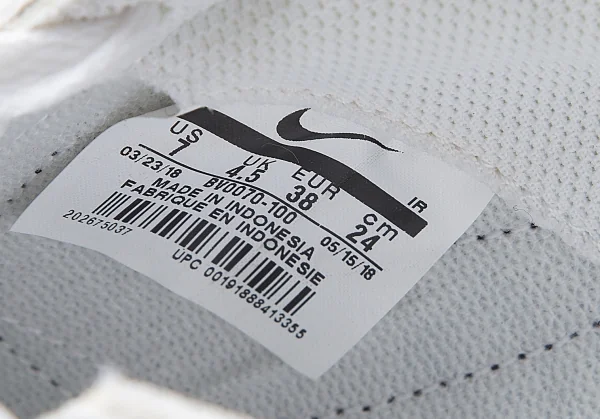 US UK EUR cm IR
7 4.5 38 24
03/23/18 BV0070-100 05/15/18
MADE IN INDONESIA
FABRIQUE EN INDONESIE
202675037
UPC 00191888413355